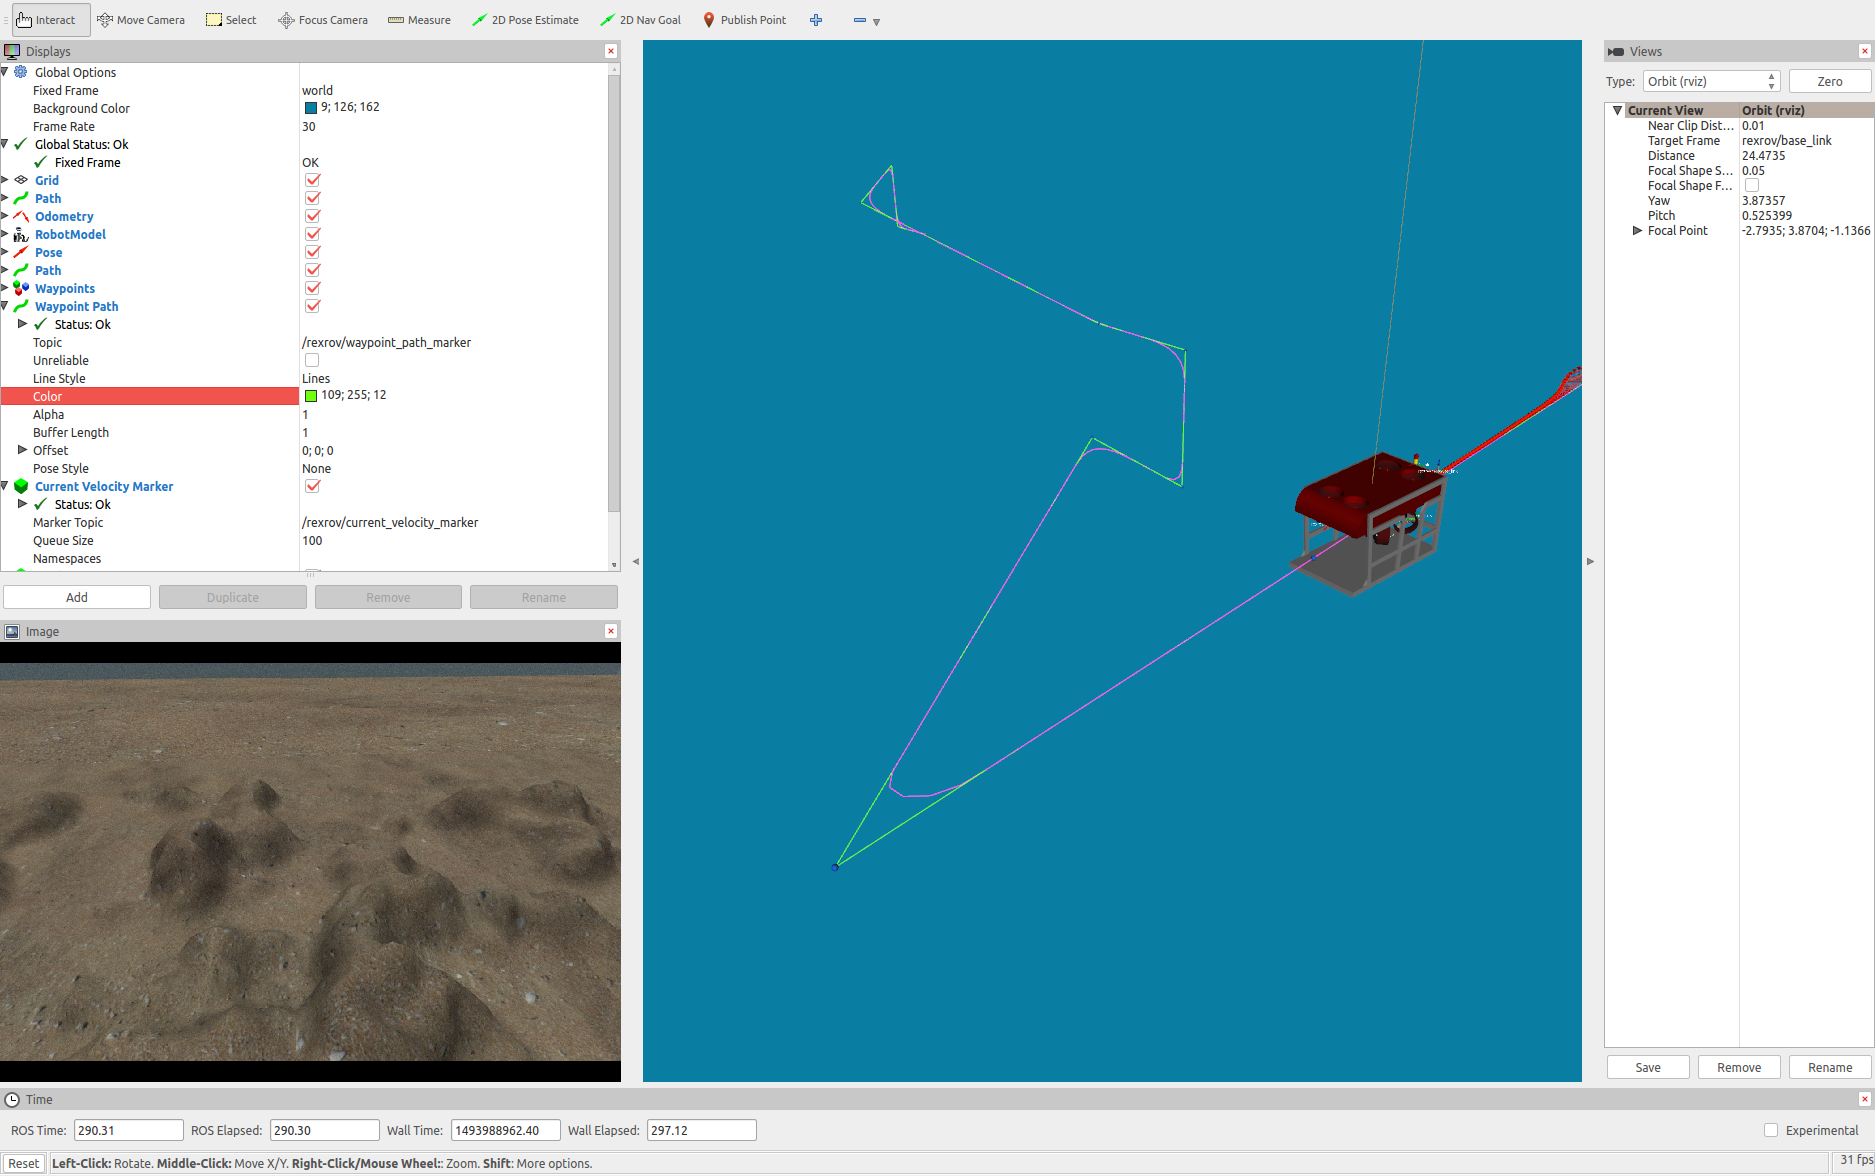 Interact Move Camera Select Focus Camera Measure 2D Pose Estimate 2D Nav Goal Publish Point
Displays
Global Options
Fixed Frame world
Background Color 9; 126; 162
Frame Rate 30
Global Status: Ok
Fixed Frame OK
Grid
Path
Odometry
RobotModel
Pose
Path
Waypoints
Waypoint Path
Status: Ok
Topic /rexrov/waypoint_path_marker
Unreliable
Line Style Lines
Color 109; 255; 12
Alpha 1
Buffer Length 1
Offset 0; 0; 0
Pose Style None
Current Velocity Marker
Status: Ok
Marker Topic /rexrov/current_velocity_marker
Queue Size 100
Namespaces
Add Duplicate Remove Rename
Image
Views
Type: Orbit (rviz) Zero
Current View Orbit (rviz)
Near Clip Dist... 0.01
Target Frame rexrov/base_link
Distance 24.4735
Focal Shape S... 0.05
Focal Shape F...
Yaw 3.87357
Pitch 0.525399
Focal Point -2.7935; 3.8704; -1.1366
Save Remove Rename
Time
ROS Time: 290.31 ROS Elapsed: 290.30 Wall Time: 1493988962.40 Wall Elapsed: 297.12 Experimental
Reset Left-Click: Rotate. Middle-Click: Move X/Y. Right-Click/Mouse Wheel:: Zoom. Shift: More options. 31 fps